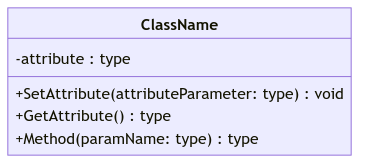 ClassName
-attribute : type
+SetAttribute(attributeParameter: type) : void
+GetAttribute() : type
+Method(paramName: type) : type